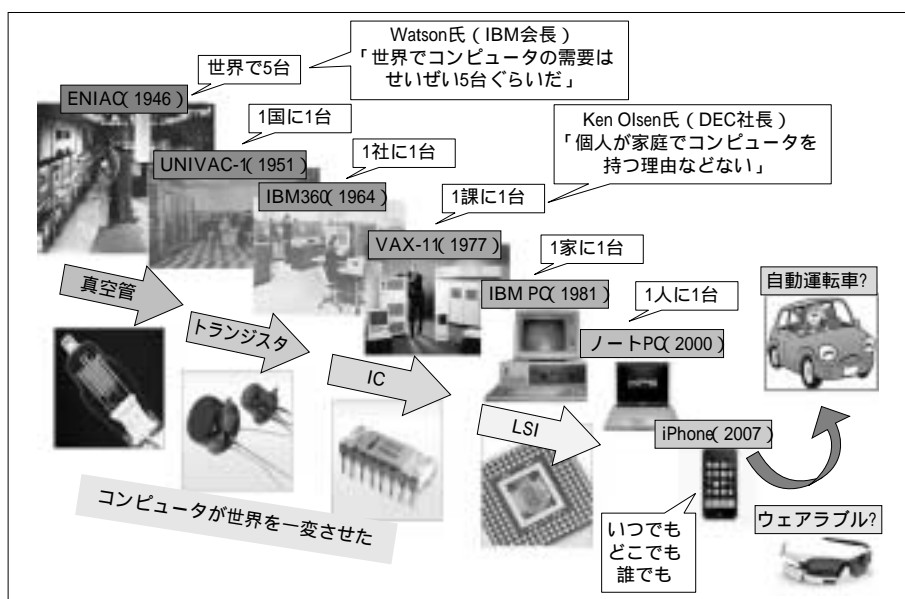 Watson氏(IBM会長)
「世界でコンピュータの需要は
せいぜい5台ぐらいだ」
世界で5台
ENIAC(1946)
1国に1台
Ken Olsen氏(DEC社長)
「個人が家庭でコンピュータを
持つ理由などない」
UNIVAC-1(1951)
1社に1台
IBM360(1964)
1課に1台
VAX-11(1977)
1家に1台
IBM PC(1981)
1人に1台
ノートPC(2000)
自動運転車?
真空管
トランジスタ
IC
LSI
iPhone(2007)
コンピュータが世界を一変させた
いつでも
どこでも
誰でも
ウェアラブル?